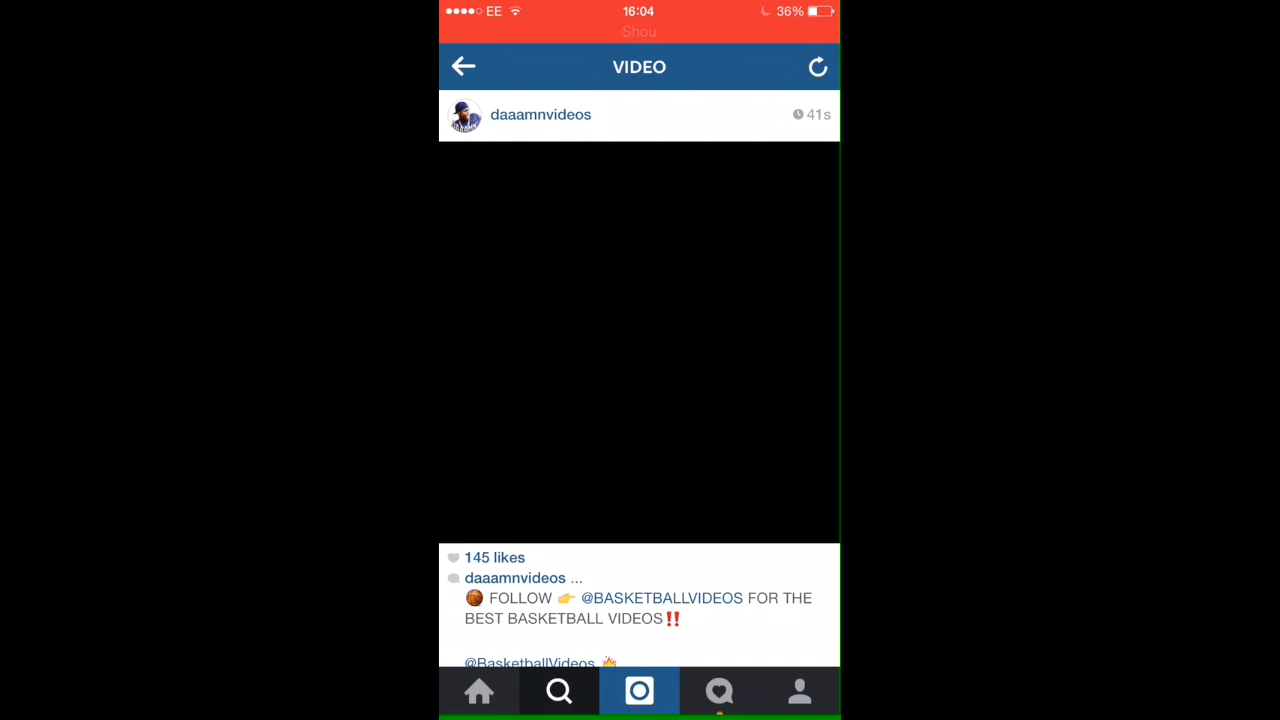 EE 16:04 36%
Shou
VIDEO
daaamnvideos 41s
145 likes
daaamnvideos ...
🏀 FOLLOW 👉 @BASKETBALLVIDEOS FOR THE
BEST BASKETBALL VIDEOS‼️
@BasketballVideos 🔥